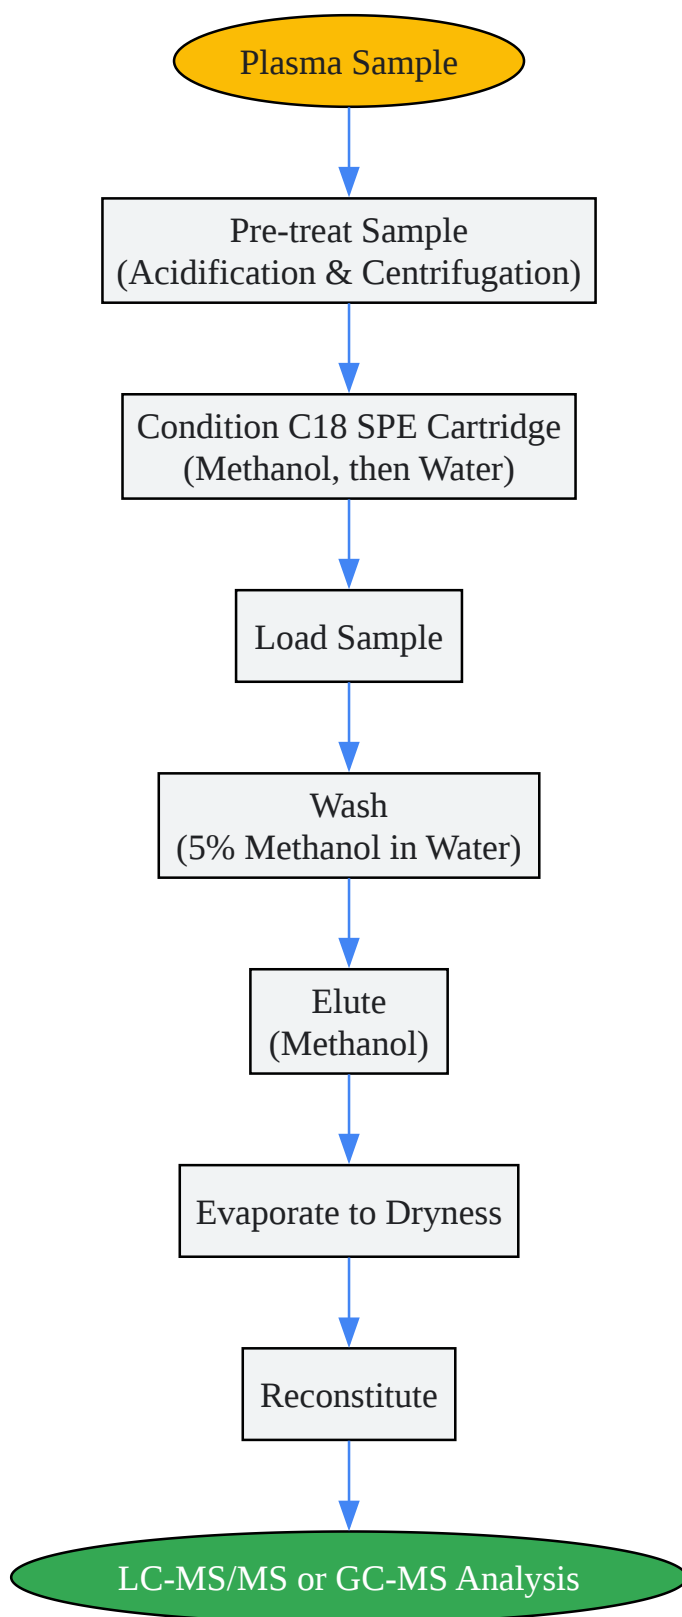 Plasma Sample
Pre-treat Sample
(Acidification & Centrifugation)
Condition C18 SPE Cartridge
(Methanol, then Water)
Load Sample
Wash
(5% Methanol in Water)
Elute
(Methanol)
Evaporate to Dryness
Reconstitute
LC-MS/MS or GC-MS Analysis